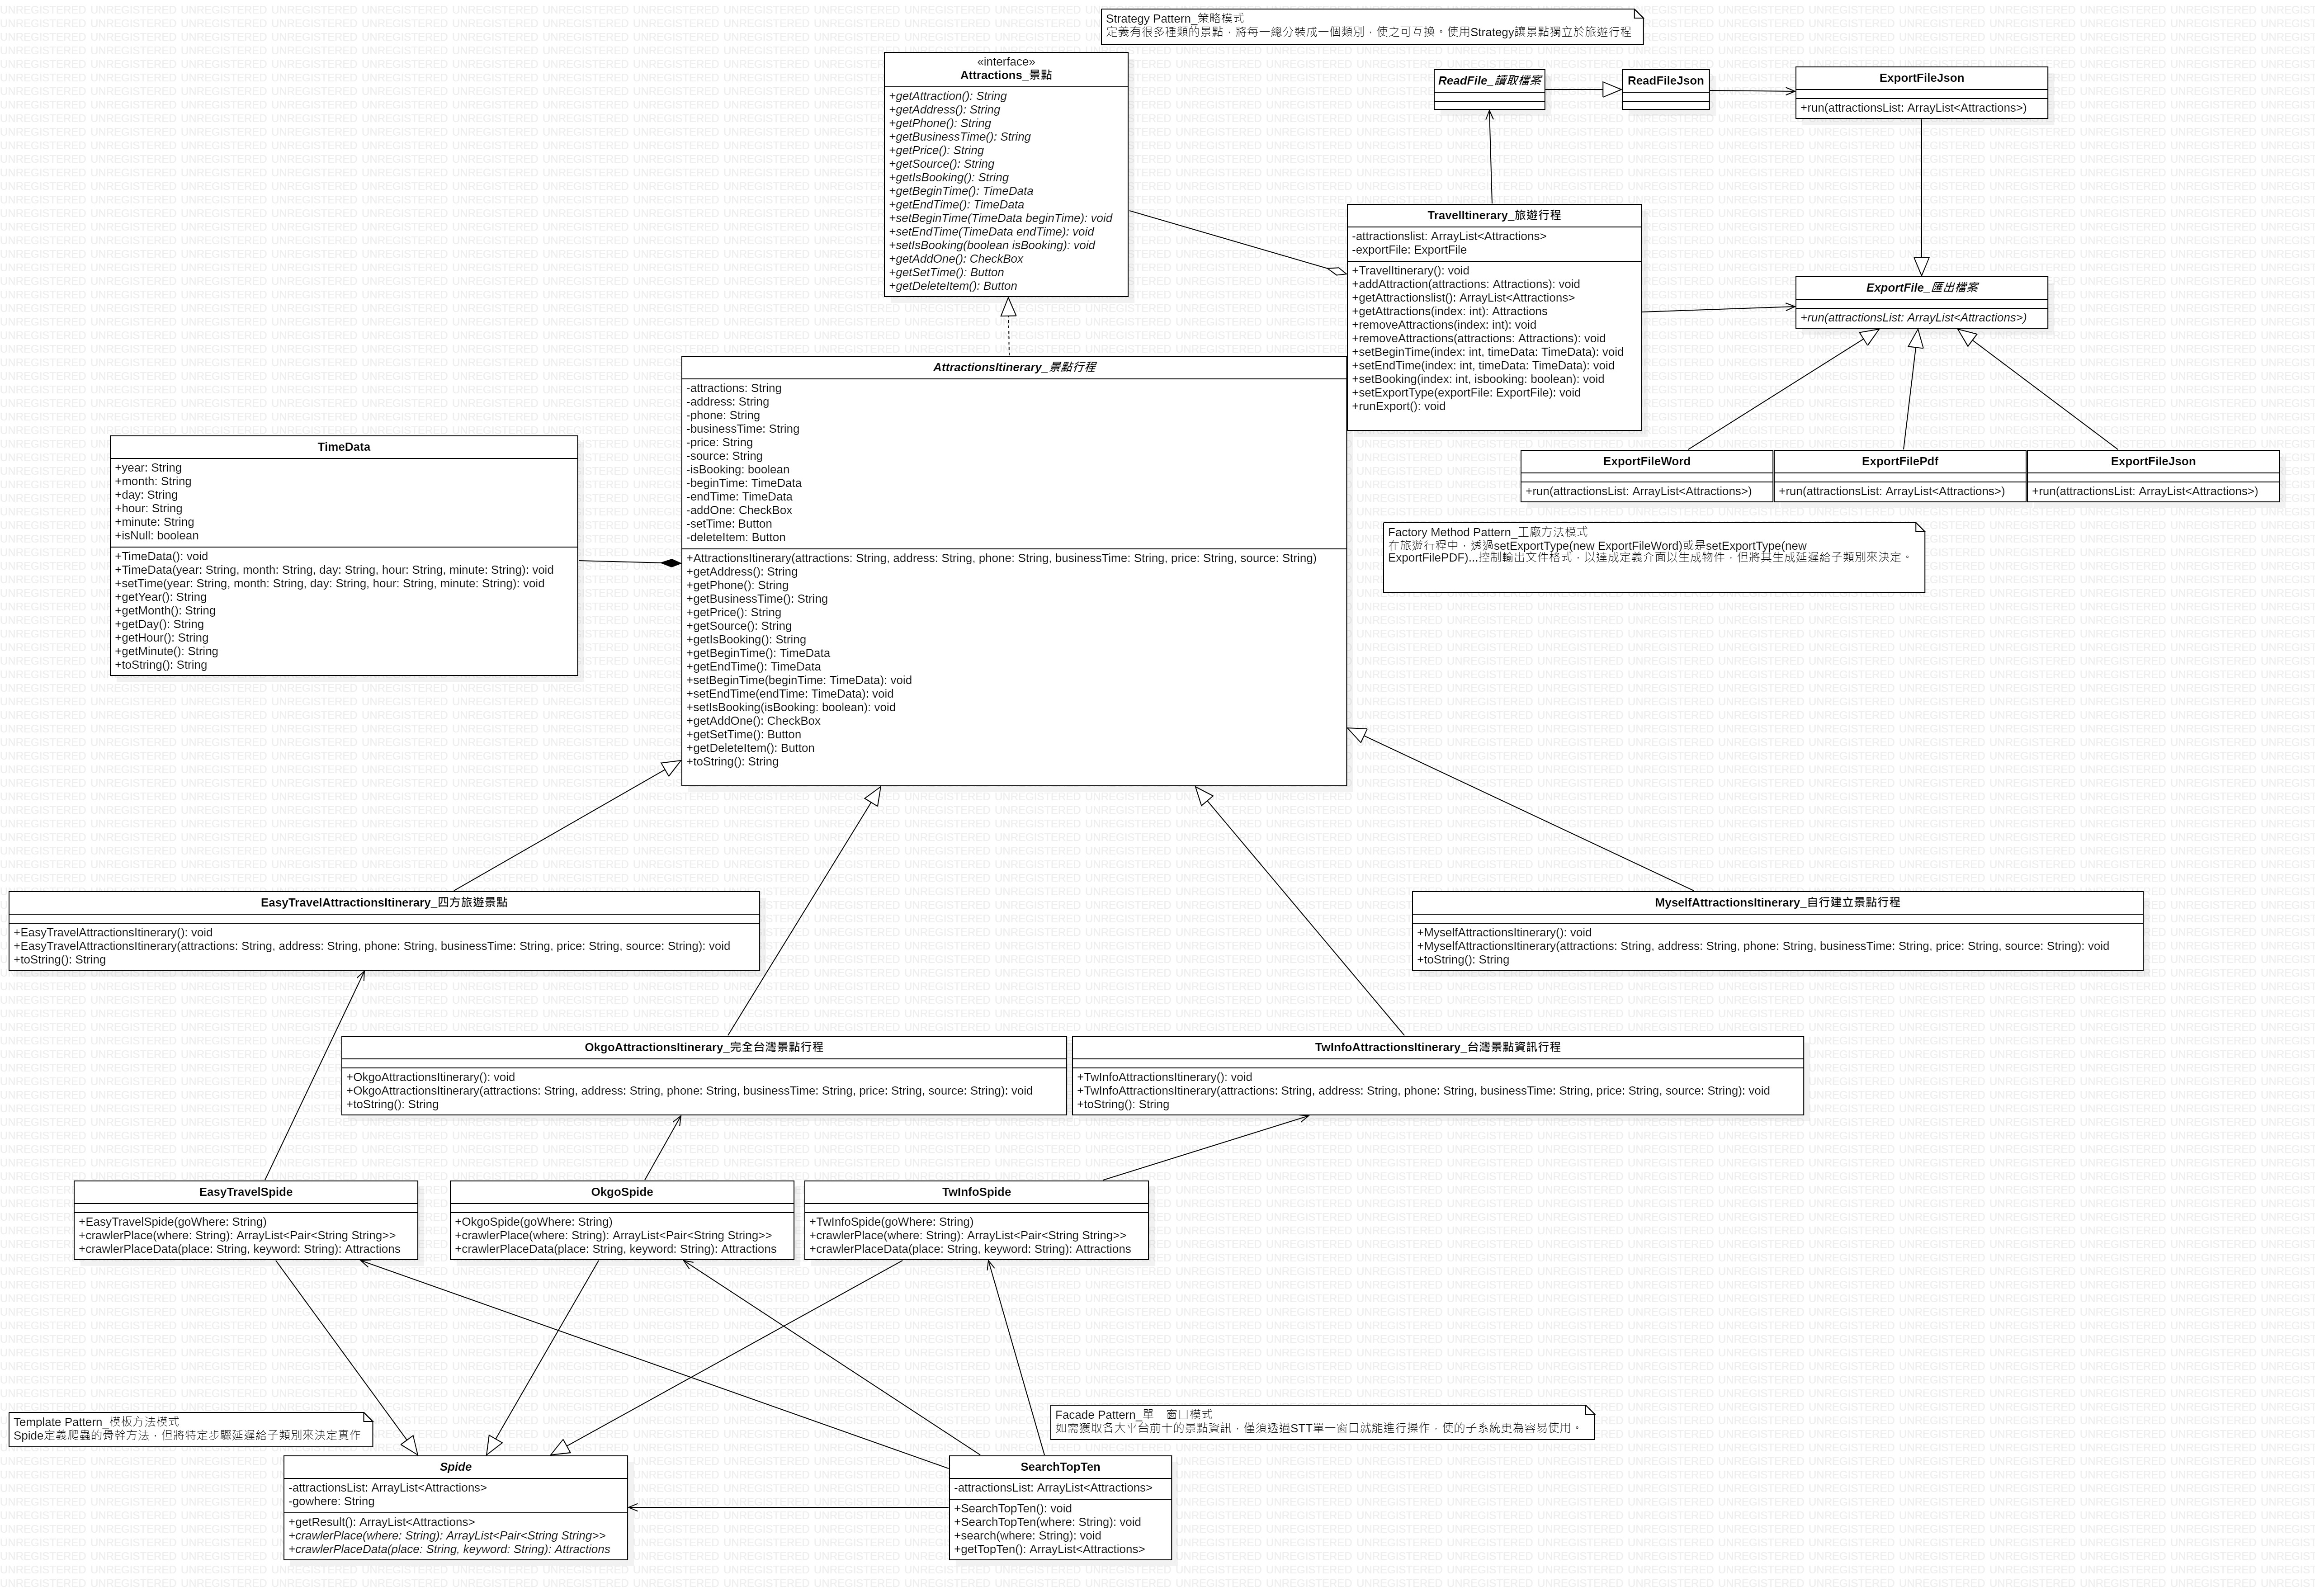 Strategy Pattern_策略模式
定義有很多種類的景點，將每一總分裝成一個類別，使之可互換。使用Strategy讓景點獨立於旅遊行程
«interface»
Attractions_景點
+getAttraction(): String
+getAddress(): String
+getPhone(): String
+getBusinessTime(): String
+getPrice(): String
+getSource(): String
+getIsBooking(): String
+getBeginTime(): TimeData
+getEndTime(): TimeData
+setBeginTime(TimeData beginTime): void
+setEndTime(TimeData endTime): void
+setIsBooking(boolean isBooking): void
+getAddOne(): CheckBox
+getSetTime(): Button
+getDeleteItem(): Button
ReadFile_讀取檔案
ReadFileJson
ExportFileJson
+run(attractionsList: ArrayList<Attractions>)
TravelItinerary_旅遊行程
-attractionslist: ArrayList<Attractions>
-exportFile: ExportFile
+TravelItinerary(): void
+addAttraction(attractions: Attractions): void
+getAttractionslist(): ArrayList<Attractions>
+getAttractions(index: int): Attractions
+removeAttractions(index: int): void
+removeAttractions(attractions: Attractions): void
+setBeginTime(index: int, timeData: TimeData): void
+setEndTime(index: int, timeData: TimeData): void
+setBooking(index: int, isbooking: boolean): void
+setExportType(exportFile: ExportFile): void
+runExport(): void
ExportFile_匯出檔案
+run(attractionsList: ArrayList<Attractions>)
ExportFileWord
+run(attractionsList: ArrayList<Attractions>)
ExportFilePdf
+run(attractionsList: ArrayList<Attractions>)
ExportFileJson
+run(attractionsList: ArrayList<Attractions>)
Factory Method Pattern_工廠方法模式
在旅遊行程中，透過setExportType(new ExportFileWord)或是setExportType(new
ExportFilePDF)...控制輸出文件格式，以達成定義介面以生成物件，但將其生成延遲給子類別來決定。
AttractionsItinerary_景點行程
-attractions: String
-address: String
-phone: String
-businessTime: String
-price: String
-source: String
-isBooking: boolean
-beginTime: TimeData
-endTime: TimeData
-addOne: CheckBox
-setTime: Button
-deleteItem: Button
+AttractionsItinerary(attractions: String, address: String, phone: String, businessTime: String, price: String, source: String)
+getAddress(): String
+getPhone(): String
+getBusinessTime(): String
+getPrice(): String
+getSource(): String
+getIsBooking(): String
+getBeginTime(): TimeData
+getEndTime(): TimeData
+setBeginTime(beginTime: TimeData): void
+setEndTime(endTime: TimeData): void
+setIsBooking(isBooking: boolean): void
+getAddOne(): CheckBox
+getSetTime(): Button
+getDeleteItem(): Button
+toString(): String
TimeData
+year: String
+month: String
+day: String
+hour: String
+minute: String
+isNull: boolean
+TimeData(): void
+TimeData(year: String, month: String, day: String, hour: String, minute: String): void
+setTime(year: String, month: String, day: String, hour: String, minute: String): void
+getYear(): String
+getMonth(): String
+getDay(): String
+getHour(): String
+getMinute(): String
+toString(): String
EasyTravelAttractionsItinerary_四方旅遊景點
+EasyTravelAttractionsItinerary(): void
+EasyTravelAttractionsItinerary(attractions: String, address: String, phone: String, businessTime: String, price: String, source: String): void
+toString(): String
MyselfAttractionsItinerary_自行建立景點行程
+MyselfAttractionsItinerary(): void
+MyselfAttractionsItinerary(attractions: String, address: String, phone: String, businessTime: String, price: String, source: String): void
+toString(): String
OkgoAttractionsItinerary_完全台灣景點行程
+OkgoAttractionsItinerary(): void
+OkgoAttractionsItinerary(attractions: String, address: String, phone: String, businessTime: String, price: String, source: String): void
+toString(): String
TwInfoAttractionsItinerary_台灣景點資訊行程
+TwInfoAttractionsItinerary(): void
+TwInfoAttractionsItinerary(attractions: String, address: String, phone: String, businessTime: String, price: String, source: String): void
+toString(): String
EasyTravelSpide
+EasyTravelSpide(goWhere: String)
+crawlerPlace(where: String): ArrayList<Pair<String String>>
+crawlerPlaceData(place: String, keyword: String): Attractions
OkgoSpide
+OkgoSpide(goWhere: String)
+crawlerPlace(where: String): ArrayList<Pair<String String>>
+crawlerPlaceData(place: String, keyword: String): Attractions
TwInfoSpide
+TwInfoSpide(goWhere: String)
+crawlerPlace(where: String): ArrayList<Pair<String String>>
+crawlerPlaceData(place: String, keyword: String): Attractions
Template Pattern_模板方法模式
Spide定義爬蟲的骨幹方法，但將特定步驟延遲給子類別來決定實作
Facade Pattern_單一窗口模式
如需獲取各大平台前十的景點資訊，僅須透過STT單一窗口就能進行操作，使的子系統更為容易使用。
Spide
-attractionsList: ArrayList<Attractions>
-gowhere: String
+getResult(): ArrayList<Attractions>
+crawlerPlace(where: String): ArrayList<Pair<String String>>
+crawlerPlaceData(place: String, keyword: String): Attractions
SearchTopTen
-attractionsList: ArrayList<Attractions>
+SearchTopTen(): void
+SearchTopTen(where: String): void
+search(where: String): void
+getTopTen(): ArrayList<Attractions>